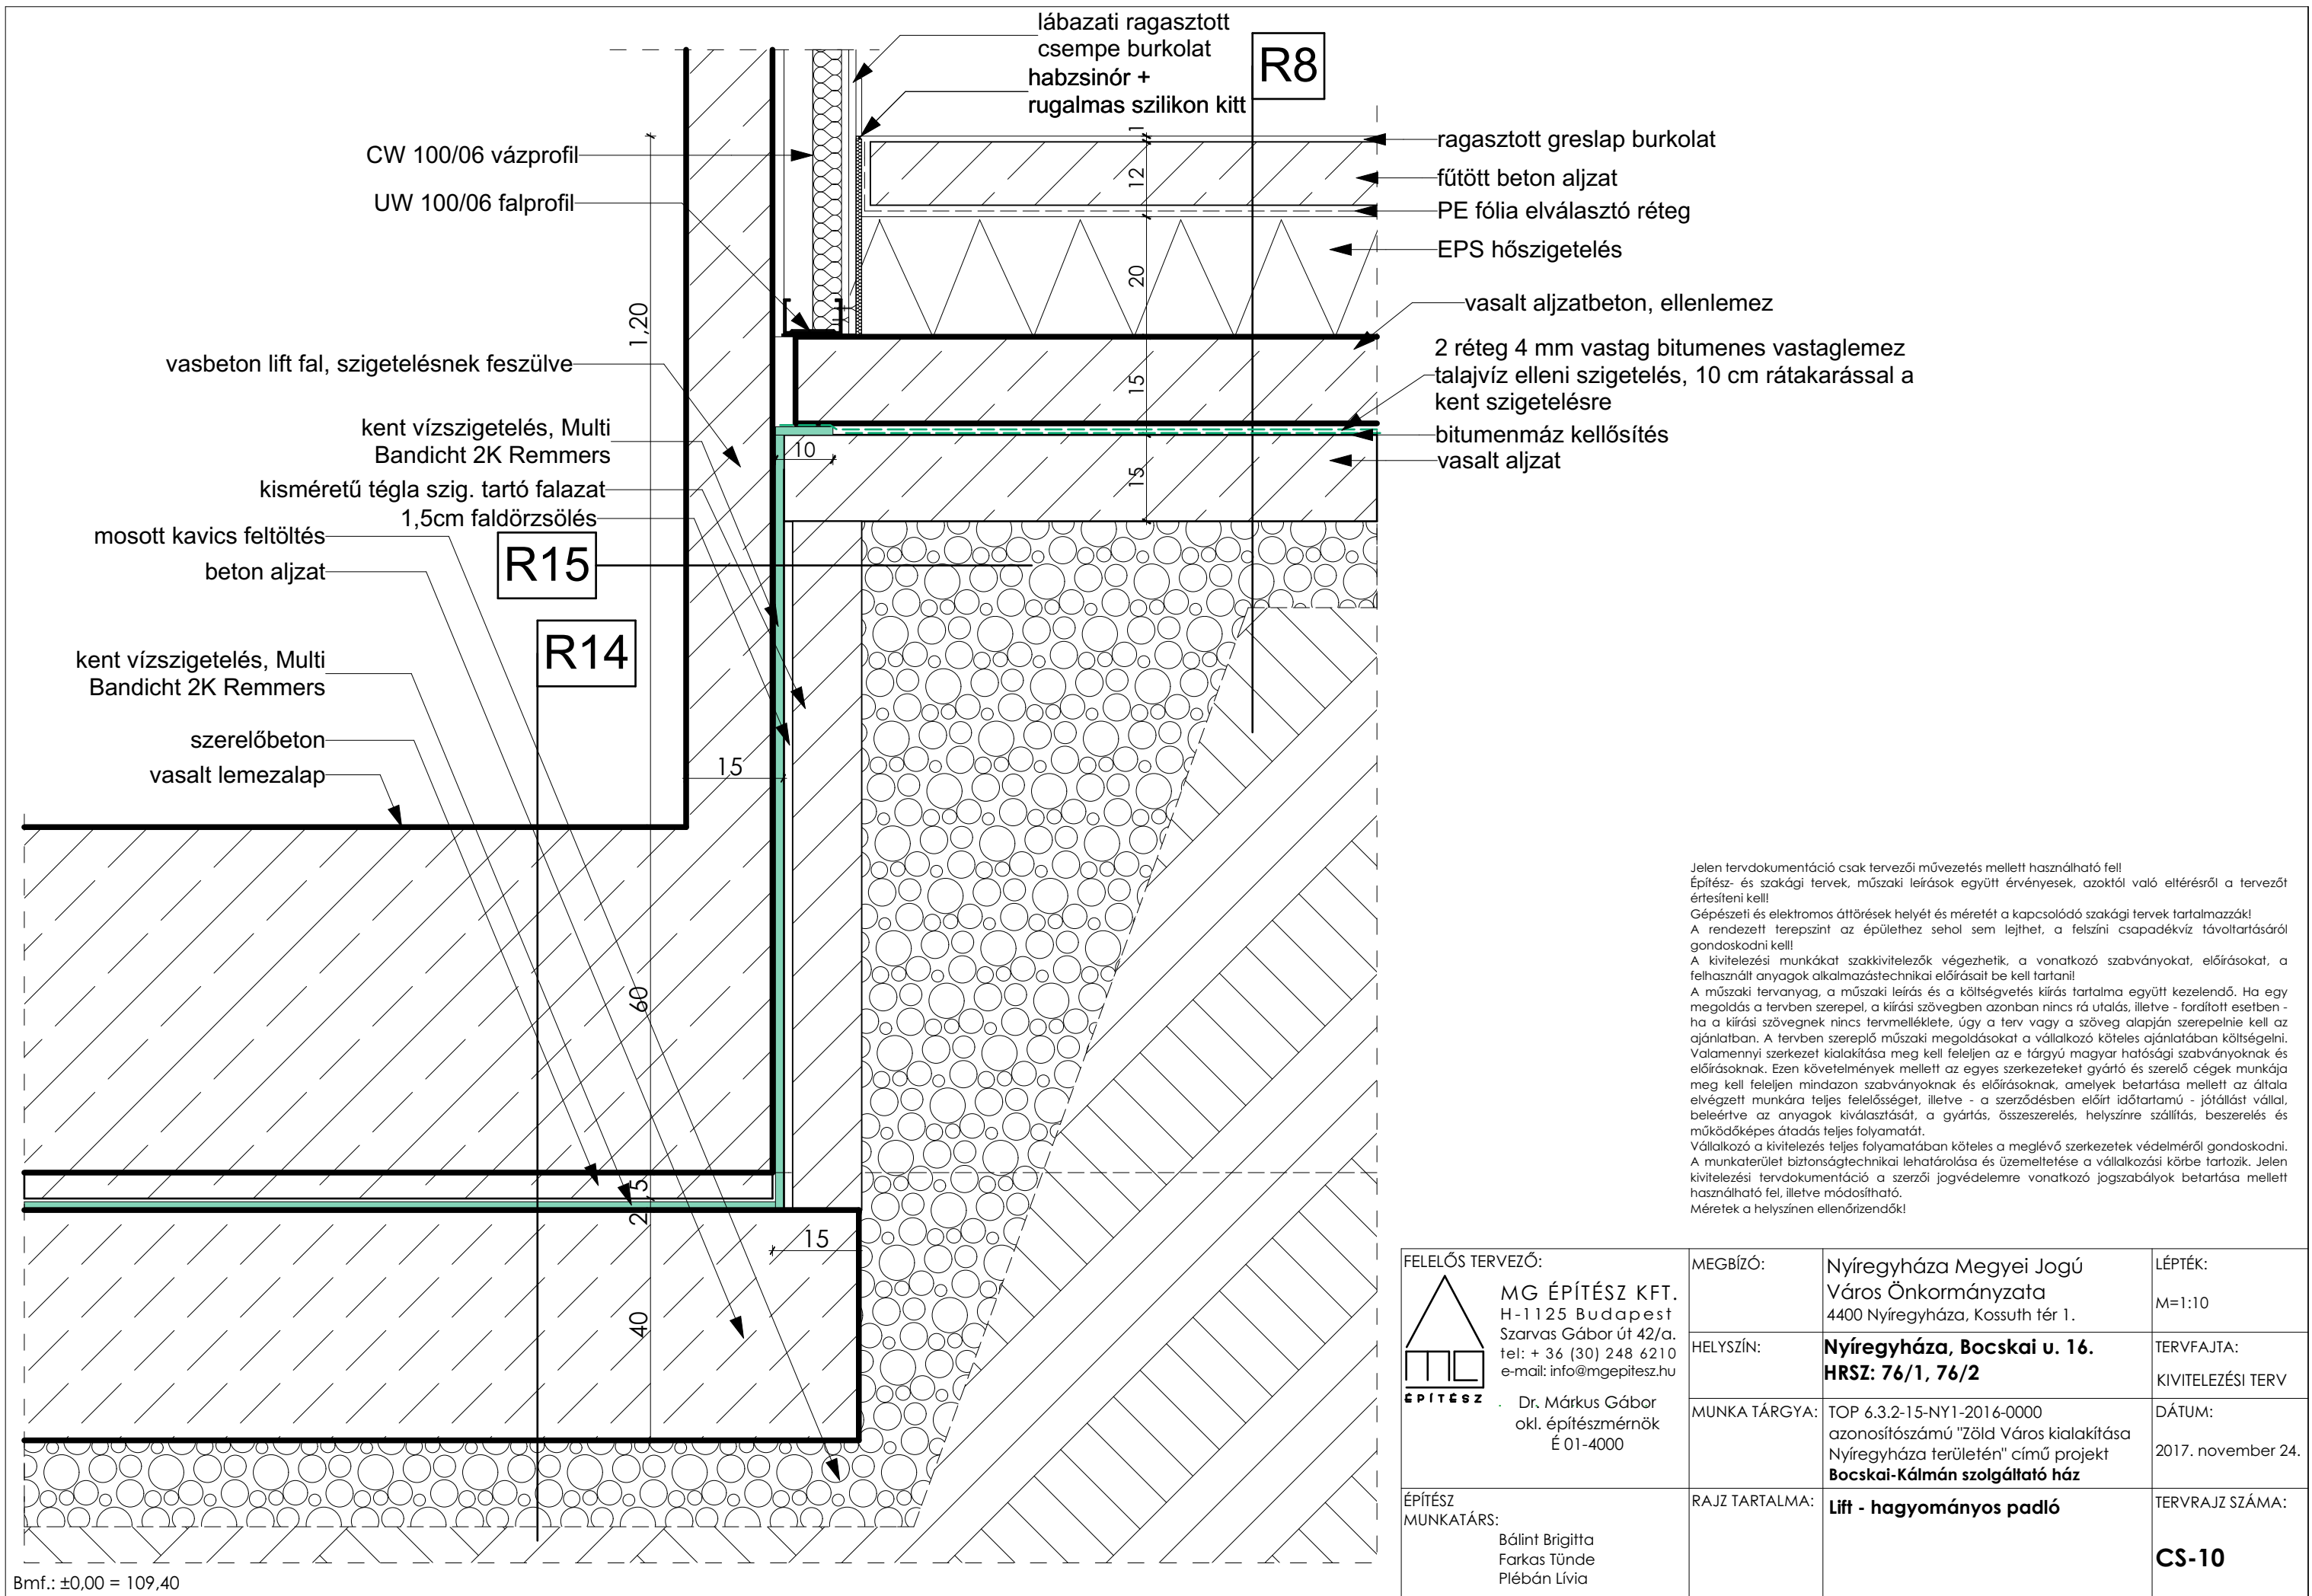 lábazati ragasztott
csempe burkolat
habzsinór +
rugalmas szilikon kitt
R8
CW 100/06 vázprofil
UW 100/06 falprofil
vasbeton lift fal, szigetelésnek feszülve
kent vízszigetelés, Multi
Bandicht 2K Remmers
kisméretű tégla szig. tartó falazat
1,5cm faldörzsölés
mosott kavics feltöltés
R15
beton aljzat
R14
kent vízszigetelés, Multi
Bandicht 2K Remmers
szerelőbeton
vasalt lemezalap
ragasztott greslap burkolat
fűtött beton aljzat
PE fólia elválasztó réteg
EPS hőszigetelés
vasalt aljzatbeton, ellenlemez
2 réteg 4 mm vastag bitumenes vastaglemez
talajvíz elleni szigetelés, 10 cm rátakarással a
kent szigetelésre
bitumenmáz kellősítés
vasalt aljzat
1
12
20
15
15
10
1,20
15
60
2,5
15
40
Jelen tervdokumentáció csak tervezői művezetés mellett használható fel!
Építész- és szakági tervek, műszaki leírások együtt érvényesek, azoktól való eltérésről a tervezőt
értesíteni kell!
Gépészeti és elektromos áttörések helyét és méretét a kapcsolódó szakági tervek tartalmazzák!
A rendezett terepszint az épülethez sehol sem lejthet, a felszíni csapadékvíz távoltartásáról
gondoskodni kell!
A kivitelezési munkákat szakkivitelezők végezhetik, a vonatkozó szabványokat, előírásokat, a
felhasznált anyagok alkalmazástechnikai előírásait be kell tartani!
A műszaki tervanyag, a műszaki leírás és a költségvetés kiírás tartalma együtt kezelendő. Ha egy
megoldás a tervben szerepel, a kiírási szövegben azonban nincs rá utalás, illetve - fordított esetben -
ha a kiírási szövegnek nincs tervmelléklete, úgy a terv vagy a szöveg alapján szerepelnie kell az
ajánlatban. A tervben szereplő műszaki megoldásokat a vállalkozó köteles ajánlatában költségelni.
Valamennyi szerkezet kialakítása meg kell feleljen az e tárgyú magyar hatósági szabványoknak és
előírásoknak. Ezen követelmények mellett az egyes szerkezeteket gyártó és szerelő cégek munkája
meg kell feleljen mindazon szabványoknak és előírásoknak, amelyek betartása mellett az általa
elvégzett munkára teljes felelősséget, illetve - a szerződésben előírt időtartamú - jótállást vállal,
beleértve az anyagok kiválasztását, a gyártás, összeszerelés, helyszínre szállítás, beszerelés és
működőképes átadás teljes folyamatát.
Vállalkozó a kivitelezés teljes folyamatában köteles a meglévő szerkezetek védelméről gondoskodni.
A munkaterület biztonságtechnikai lehatárolása és üzemeltetése a vállalkozási körbe tartozik. Jelen
kivitelezési tervdokumentáció a szerzői jogvédelemre vonatkozó jogszabályok betartása mellett
használható fel, illetve módosítható.
Méretek a helyszínen ellenőrizendők!
FELELŐS TERVEZŐ:
ÉPÍTÉSZ
MG ÉPÍTÉSZ KFT.
H-1125 Budapest
Szarvas Gábor út 42/a.
tel: + 36 (30) 248 6210
e-mail: info@mgepitesz.hu
Dr. Márkus Gábor
okl. építészmérnök
É 01-4000
ÉPÍTÉSZ
MUNKATÁRS:
Bálint Brigitta
Farkas Tünde
Plébán Lívia
MEGBÍZÓ:
Nyíregyháza Megyei Jogú
Város Önkormányzata
4400 Nyíregyháza, Kossuth tér 1.
HELYSZÍN:
Nyíregyháza, Bocskai u. 16.
HRSZ: 76/1, 76/2
MUNKA TÁRGYA:
TOP 6.3.2-15-NY1-2016-0000
azonosítószámú "Zöld Város kialakítása
Nyíregyháza területén" című projekt
Bocskai-Kálmán szolgáltató ház
RAJZ TARTALMA:
Lift - hagyományos padló
LÉPTÉK:
M=1:10
TERVFAJTA:
KIVITELEZÉSI TERV
DÁTUM:
2017. november 24.
TERVRAJZ SZÁMA:
CS-10
Bmf.: ±0,00 = 109,40